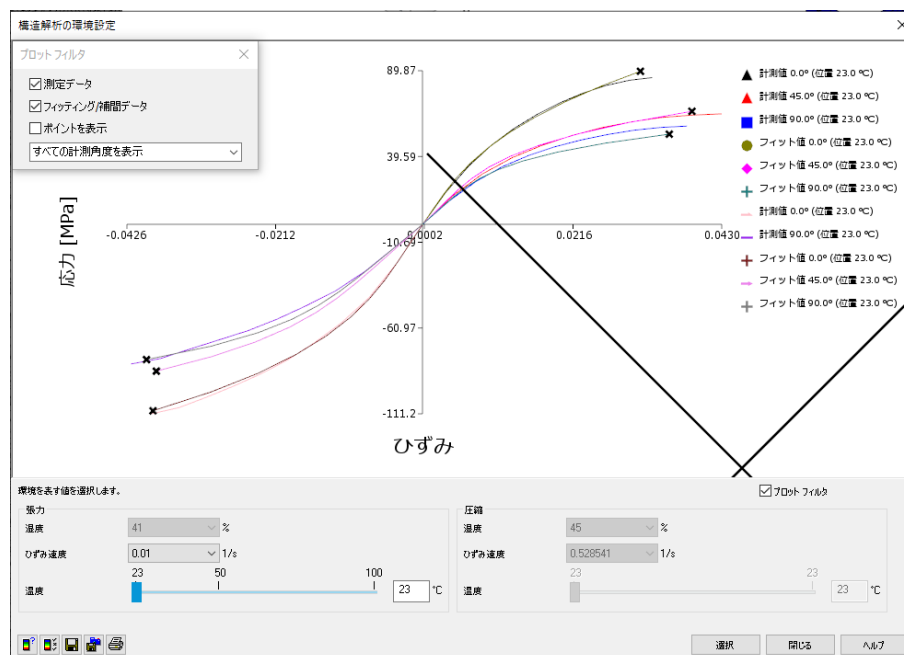 構造解析の環境設定
プロット フィルタ
測定データ
フィッティング/補間データ
ポイントを表示
すべての計測角度を表示
89.87
39.59
-10.69
-60.97
-111.2
-0.0426
-0.0212
0.0002
0.0216
0.0430
応力 [MPa]
ひずみ
計測値 0.0° (位置 23.0 ℃)
計測値 45.0° (位置 23.0 ℃)
計測値 90.0° (位置 23.0 ℃)
フィット値 0.0° (位置 23.0 ℃)
フィット値 45.0° (位置 23.0 ℃)
フィット値 90.0° (位置 23.0 ℃)
計測値 0.0° (位置 23.0 ℃)
計測値 90.0° (位置 23.0 ℃)
フィット値 0.0° (位置 23.0 ℃)
フィット値 45.0° (位置 23.0 ℃)
フィット値 90.0° (位置 23.0 ℃)
環境を表す値を選択します。
プロット フィルタ
張力
湿度 41 %
ひずみ速度 0.01 1/s
23 50 100
温度 23 ℃
圧縮
湿度 45 %
ひずみ速度 0.528541 1/s
23 23
温度 23 ℃
選択 閉じる ヘルプ